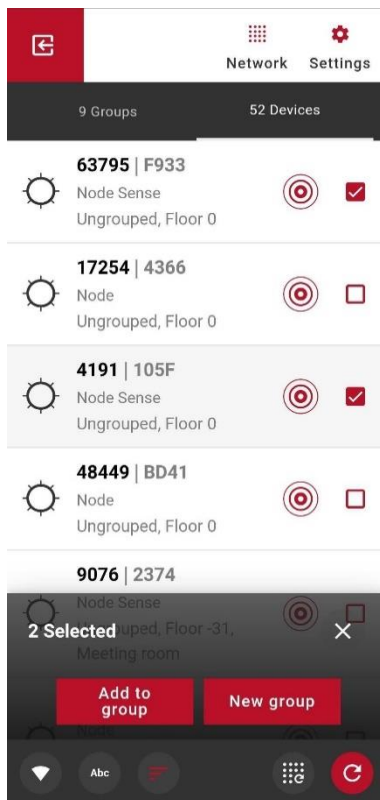 Network Settings
9 Groups 52 Devices
63795 | F933
Node Sense
Ungrouped, Floor 0
17254 | 4366
Node
Ungrouped, Floor 0
4191 | 105F
Node Sense
Ungrouped, Floor 0
48449 | BD41
Node
Ungrouped, Floor 0
9076 | 2374
Node Sense
Ungrouped, Floor -31,
Meeting room
2 Selected
Add to
group
New group
Node
Abc